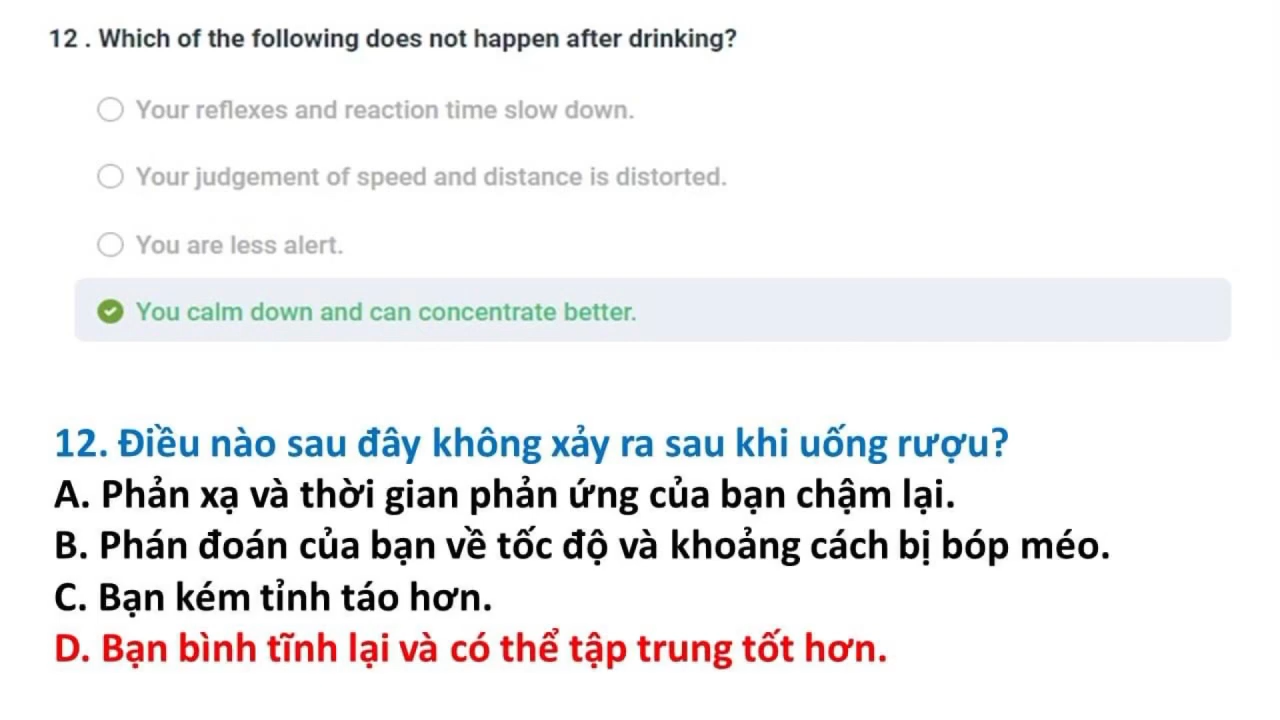 12 . Which of the following does not happen after drinking?
Your reflexes and reaction time slow down.
Your judgement of speed and distance is distorted.
You are less alert.
You calm down and can concentrate better.
12. Điều nào sau đây không xảy ra sau khi uống rượu?
A. Phản xạ và thời gian phản ứng của bạn chậm lại.
B. Phán đoán của bạn về tốc độ và khoảng cách bị bóp méo.
C. Bạn kém tỉnh táo hơn.
D. Bạn bình tĩnh lại và có thể tập trung tốt hơn.